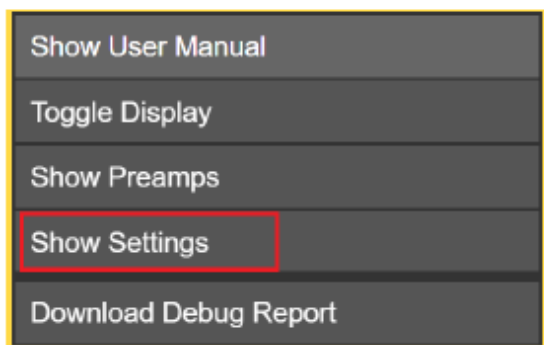 Show User Manual
Toggle Display
Show Preamps
Show Settings
Download Debug Report